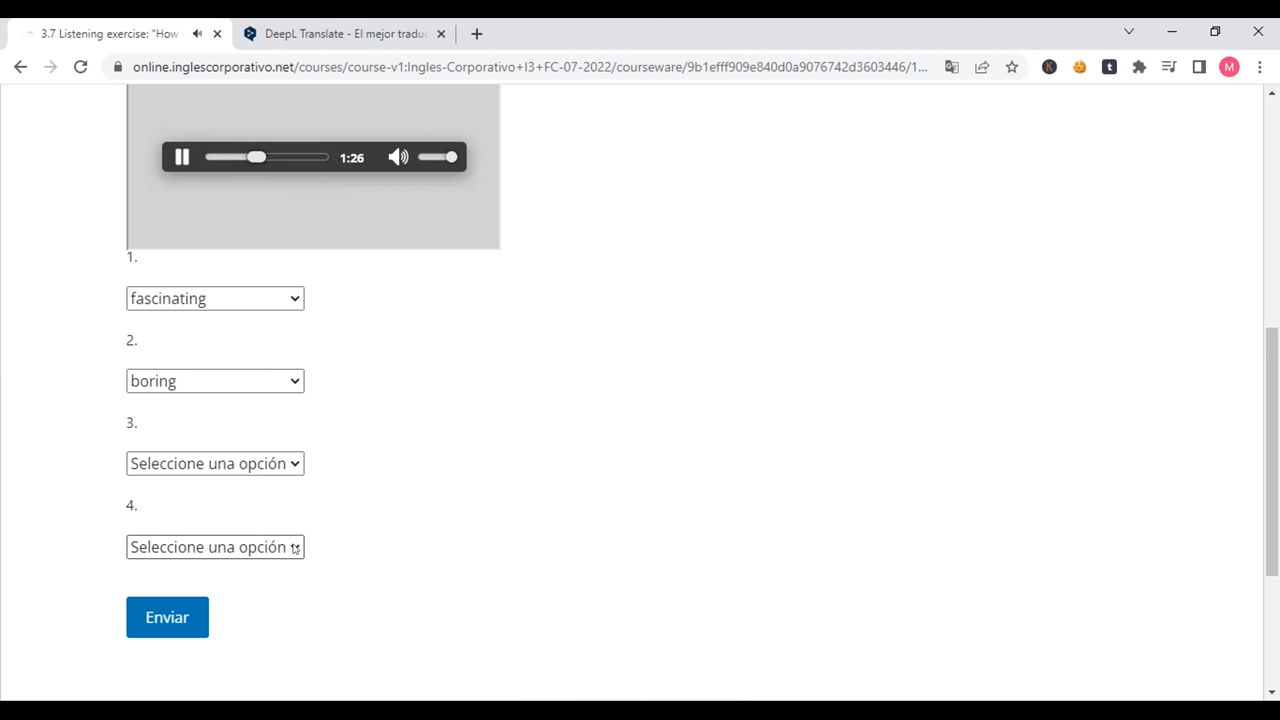 3.7 Listening exercise: "How
DeepL Translate - El mejor traduc
online.inglescorporativo.net/courses/course-v1:Ingles-Corporativo+I3+FC-07-2022/courseware/9b1efff909e840d0a9076742d3603446/1...
K
t
M
1:26
1.
fascinating
2.
boring
3.
Seleccione una opción
4.
Seleccione una opción
Enviar